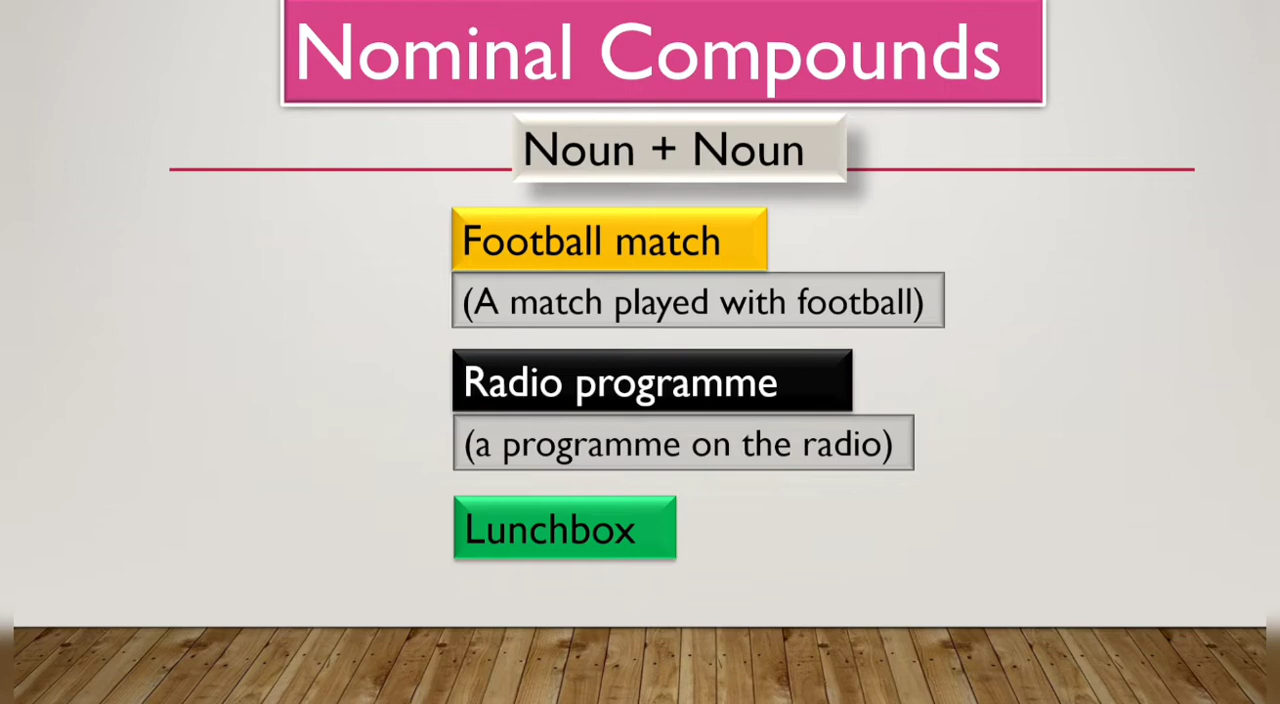 Nominal Compounds
Noun + Noun
Football match
(A match played with football)
Radio programme
(a programme on the radio)
Lunchbox